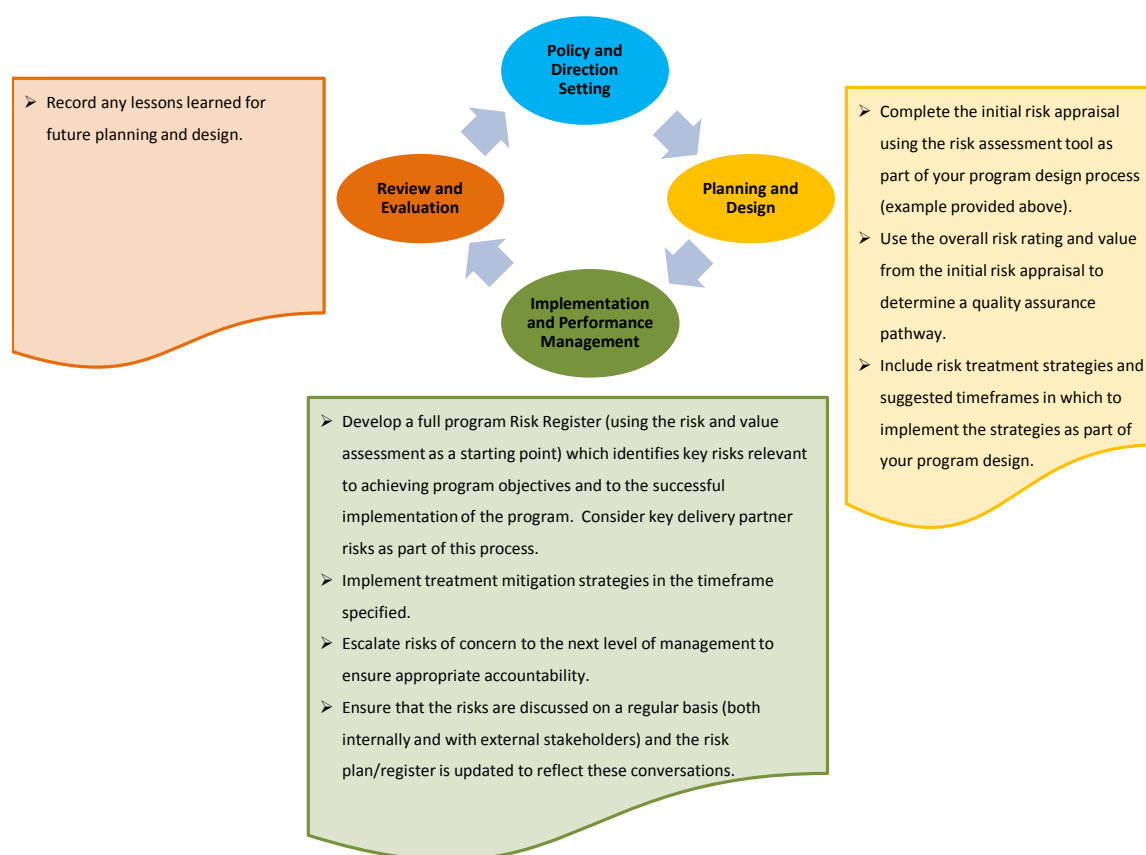 Policy and
Direction
Setting
➢ Record any lessons learned for
future planning and design.
Review and
Evaluation
Planning and
Design
Implementation
and Performance
Management
➢ Complete the initial risk appraisal
using the risk assessment tool as
part of your program design process
(example provided above).
➢ Use the overall risk rating and value
from the initial risk appraisal to
determine a quality assurance
pathway.
➢ Include risk treatment strategies and
suggested timeframes in which to
implement the strategies as part of
your program design.
➢ Develop a full program Risk Register (using the risk and value
assessment as a starting point) which identifies key risks relevant
to achieving program objectives and to the successful
implementation of the program.  Consider key delivery partner
risks as part of this process.
➢ Implement treatment mitigation strategies in the timeframe
specified.
➢ Escalate risks of concern to the next level of management to
ensure appropriate accountability.
➢ Ensure that the risks are discussed on a regular basis (both
internally and with external stakeholders) and the risk
plan/register is updated to reflect these conversations.